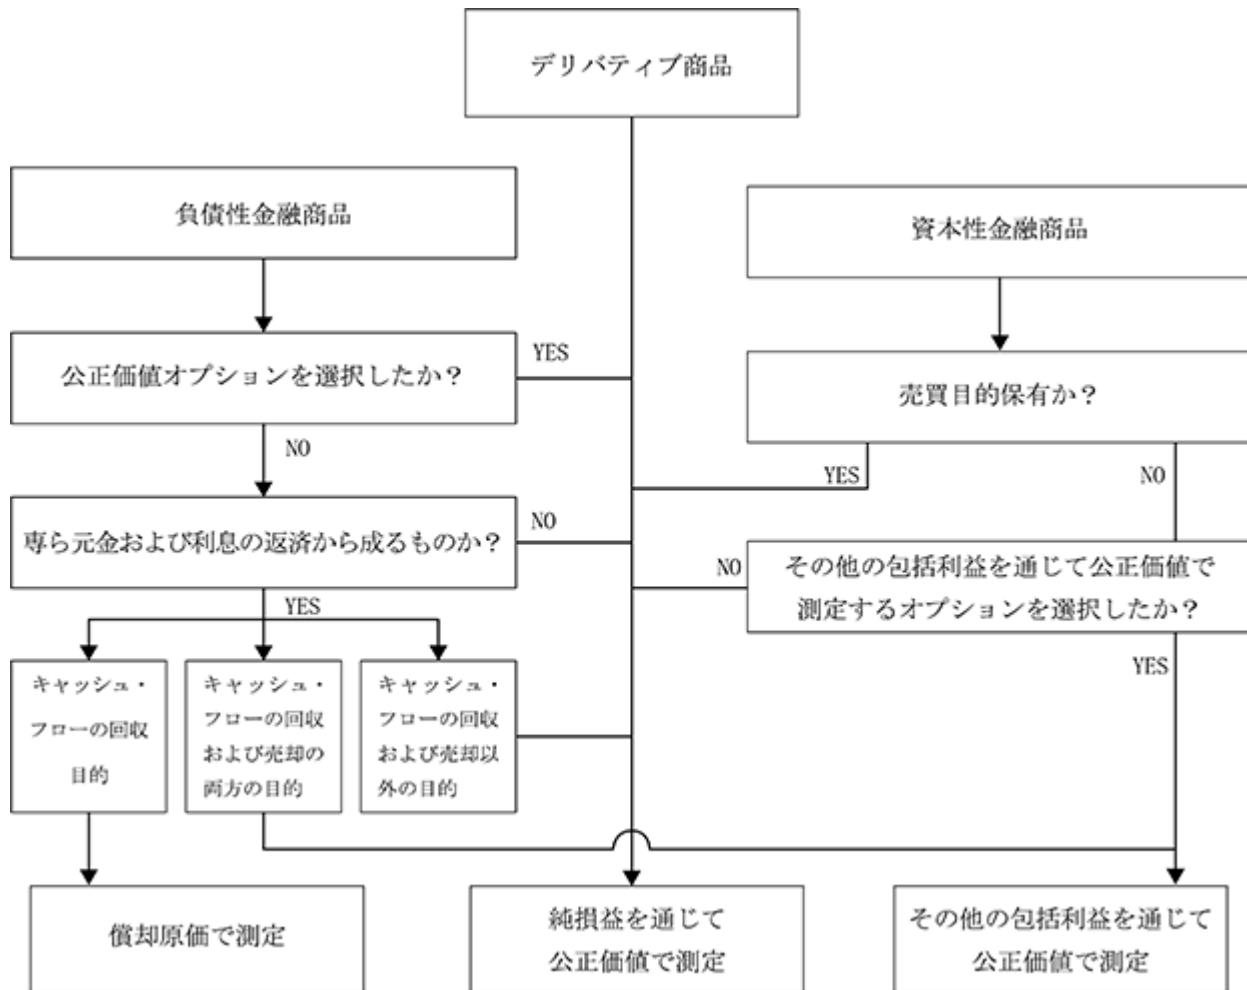 デリバティブ商品
負債性金融商品
資本性金融商品
公正価値オプションを選択したか？
YES
売買目的保有か？
NO
YES
NO
専ら元金および利息の返済から成るものか？
NO
NO
その他の包括利益を通じて公正価値で
測定するオプションを選択したか？
YES
YES
キャッシュ・
フローの回収
目的
キャッシュ・
フローの回収
および売却の
両方の目的
キャッシュ・
フローの回収
および売却以
外の目的
償却原価で測定
純損益を通じて
公正価値で測定
その他の包括利益を通じて
公正価値で測定